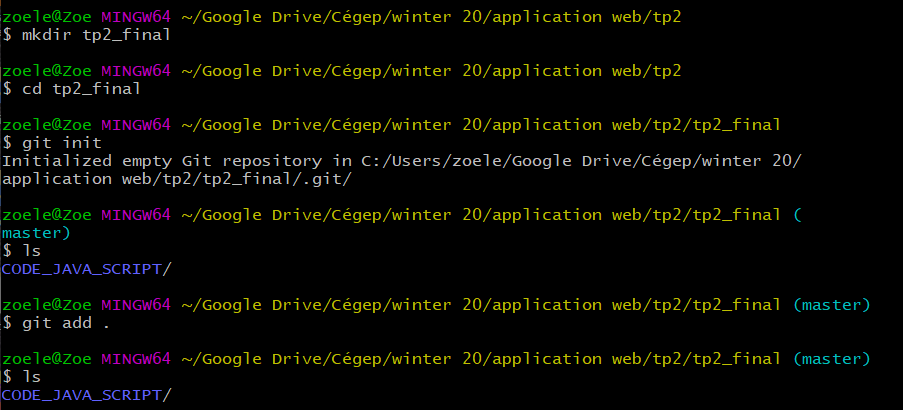 zoele@Zoe MINGW64 ~/Google Drive/Cégep/winter 20/application web/tp2
$ mkdir tp2_final
zoele@Zoe MINGW64 ~/Google Drive/Cégep/winter 20/application web/tp2
$ cd tp2_final
zoele@Zoe MINGW64 ~/Google Drive/Cégep/winter 20/application web/tp2/tp2_final
$ git init
Initialized empty Git repository in C:/Users/zoele/Google Drive/Cégep/winter 20/
application web/tp2/tp2_final/.git/
zoele@Zoe MINGW64 ~/Google Drive/Cégep/winter 20/application web/tp2/tp2_final (
master)
$ ls
CODE_JAVA_SCRIPT/
zoele@Zoe MINGW64 ~/Google Drive/Cégep/winter 20/application web/tp2/tp2_final (master)
$ git add .
zoele@Zoe MINGW64 ~/Google Drive/Cégep/winter 20/application web/tp2/tp2_final (master)
$ ls
CODE_JAVA_SCRIPT/